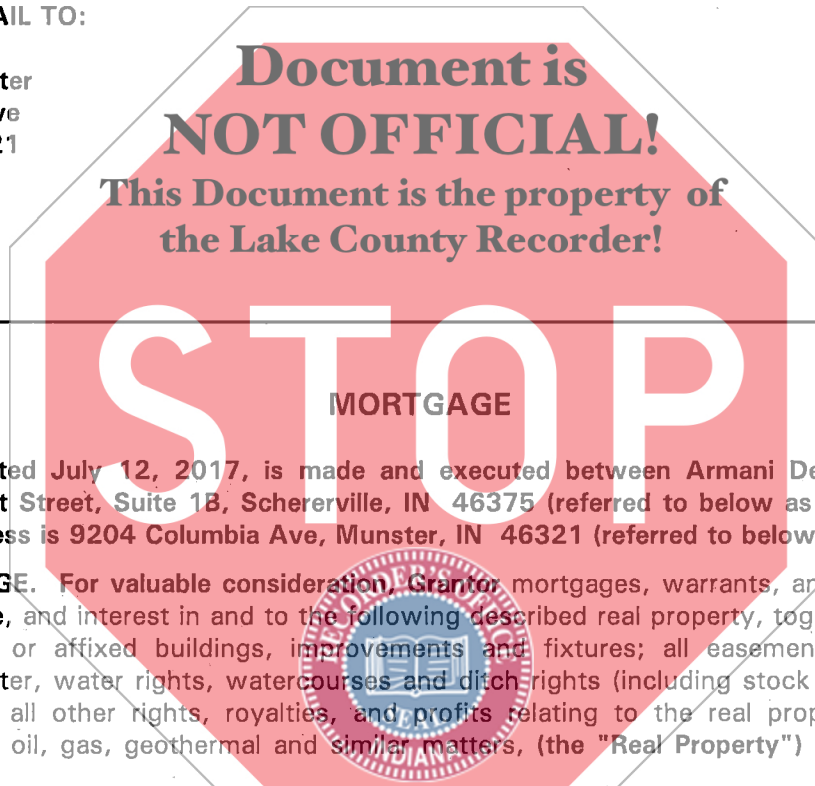 AIL TO:
ter
ve
21
Document is
NOT OFFICIAL!
This Document is the property of
the Lake County Recorder!
STOP
MORTGAGE
ted July 12, 2017, is made and executed between Armani De
t Street, Suite 1B, Schererville, IN 46375 (referred to below as
ess is 9204 Columbia Ave, Munster, IN 46321 (referred to below
GE. For valuable consideration, Grantor mortgages, warrants, an
e, and interest in and to the following described real property, tog
or affixed buildings, improvements and fixtures; all easemen
ter, water rights, watercourses and ditch rights (including stock
all other rights, royalties, and profits relating to the real prop
oil, gas, geothermal and similar matters, (the "Real Property")
RECORDER'S OFFICE
INDIANA